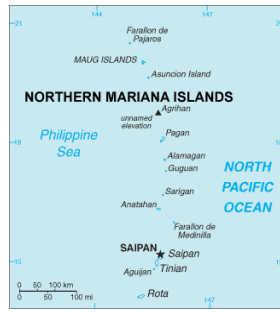 144
147
21
Farallon de
Pajaros
MAUG ISLANDS
Asuncion Island
NORTHERN MARIANA ISLANDS
Agrihan
unnamed
elevation
Philippine
Sea
Pagan
18
Alamagan
Guguan
NORTH
PACIFIC
OCEAN
Sarigan
Anatahan
Farallon de
Medinilla
SAIPAN
Saipan
15
Aguijan
Tinian
0 50 100 km
0 50 100 mi
Rota
147